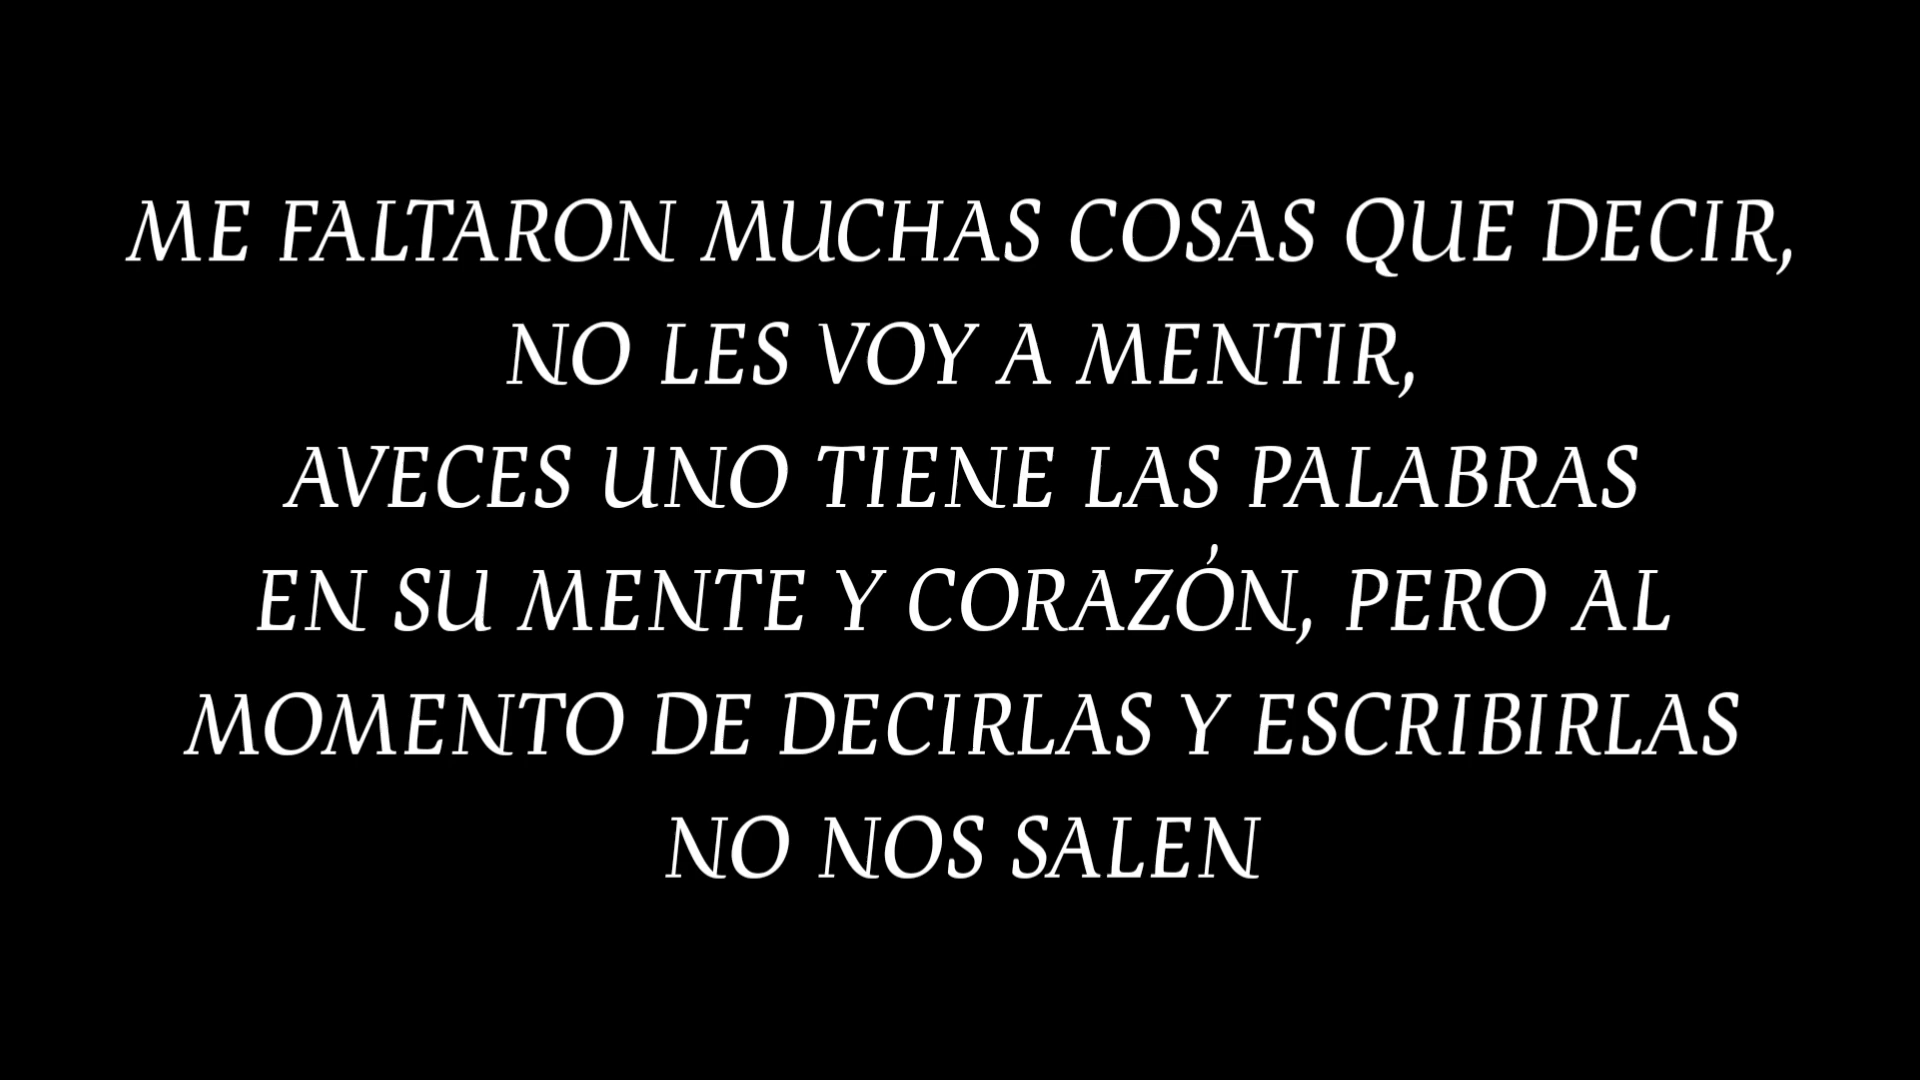 ME FALTARON MUCHAS COSAS QUE DECIR,
NO LES VOY A MENTIR,
AVECES UNO TIENE LAS PALABRAS
EN SU MENTE Y CORAZÓN, PERO AL
MOMENTO DE DECIRLAS Y ESCRIBIRLAS
NO NOS SALEN